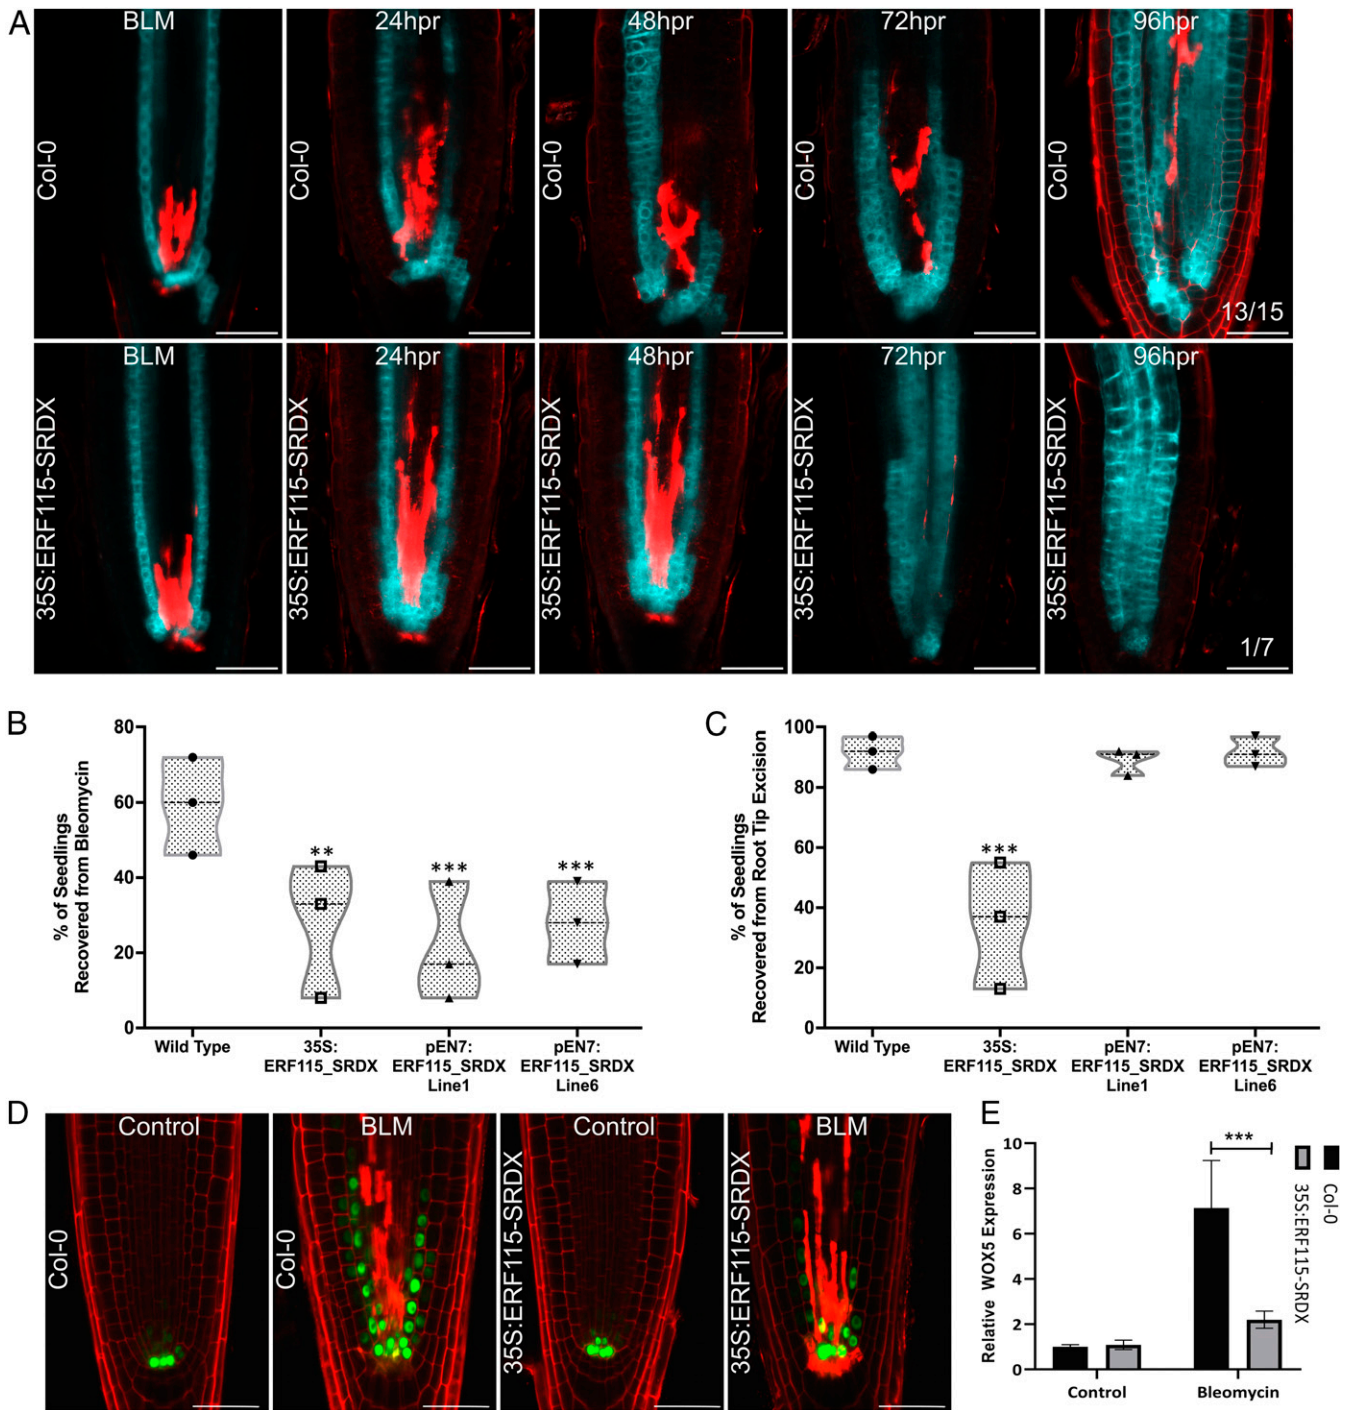 A
BLM
24hpr
48hpr
72hpr
96hpr
Col-0
Col-0
Col-0
Col-0
Col-0
13/15
BLM
24hpr
48hpr
72hpr
96hpr
35S:ERF115-SRDX
35S:ERF115-SRDX
35S:ERF115-SRDX
35S:ERF115-SRDX
35S:ERF115-SRDX
1/7
B
% of Seedlings
Recovered from Bleomycin
80
60
40
20
0
**
***
***
Wild Type
35S:
ERF115_SRDX
pEN7:
ERF115_SRDX
Line1
pEN7:
ERF115_SRDX
Line6
C
% of Seedlings
Recovered from Root Tip Excision
100
80
60
40
20
0
***
Wild Type
35S:
ERF115_SRDX
pEN7:
ERF115_SRDX
Line1
pEN7:
ERF115_SRDX
Line6
D
Control
BLM
Control
BLM
Col-0
Col-0
35S:ERF115-SRDX
35S:ERF115-SRDX
E
Relative WOX5 Expression
10
8
6
4
2
0
***
Control
Bleomycin
Col-0
35S:ERF115-SRDX